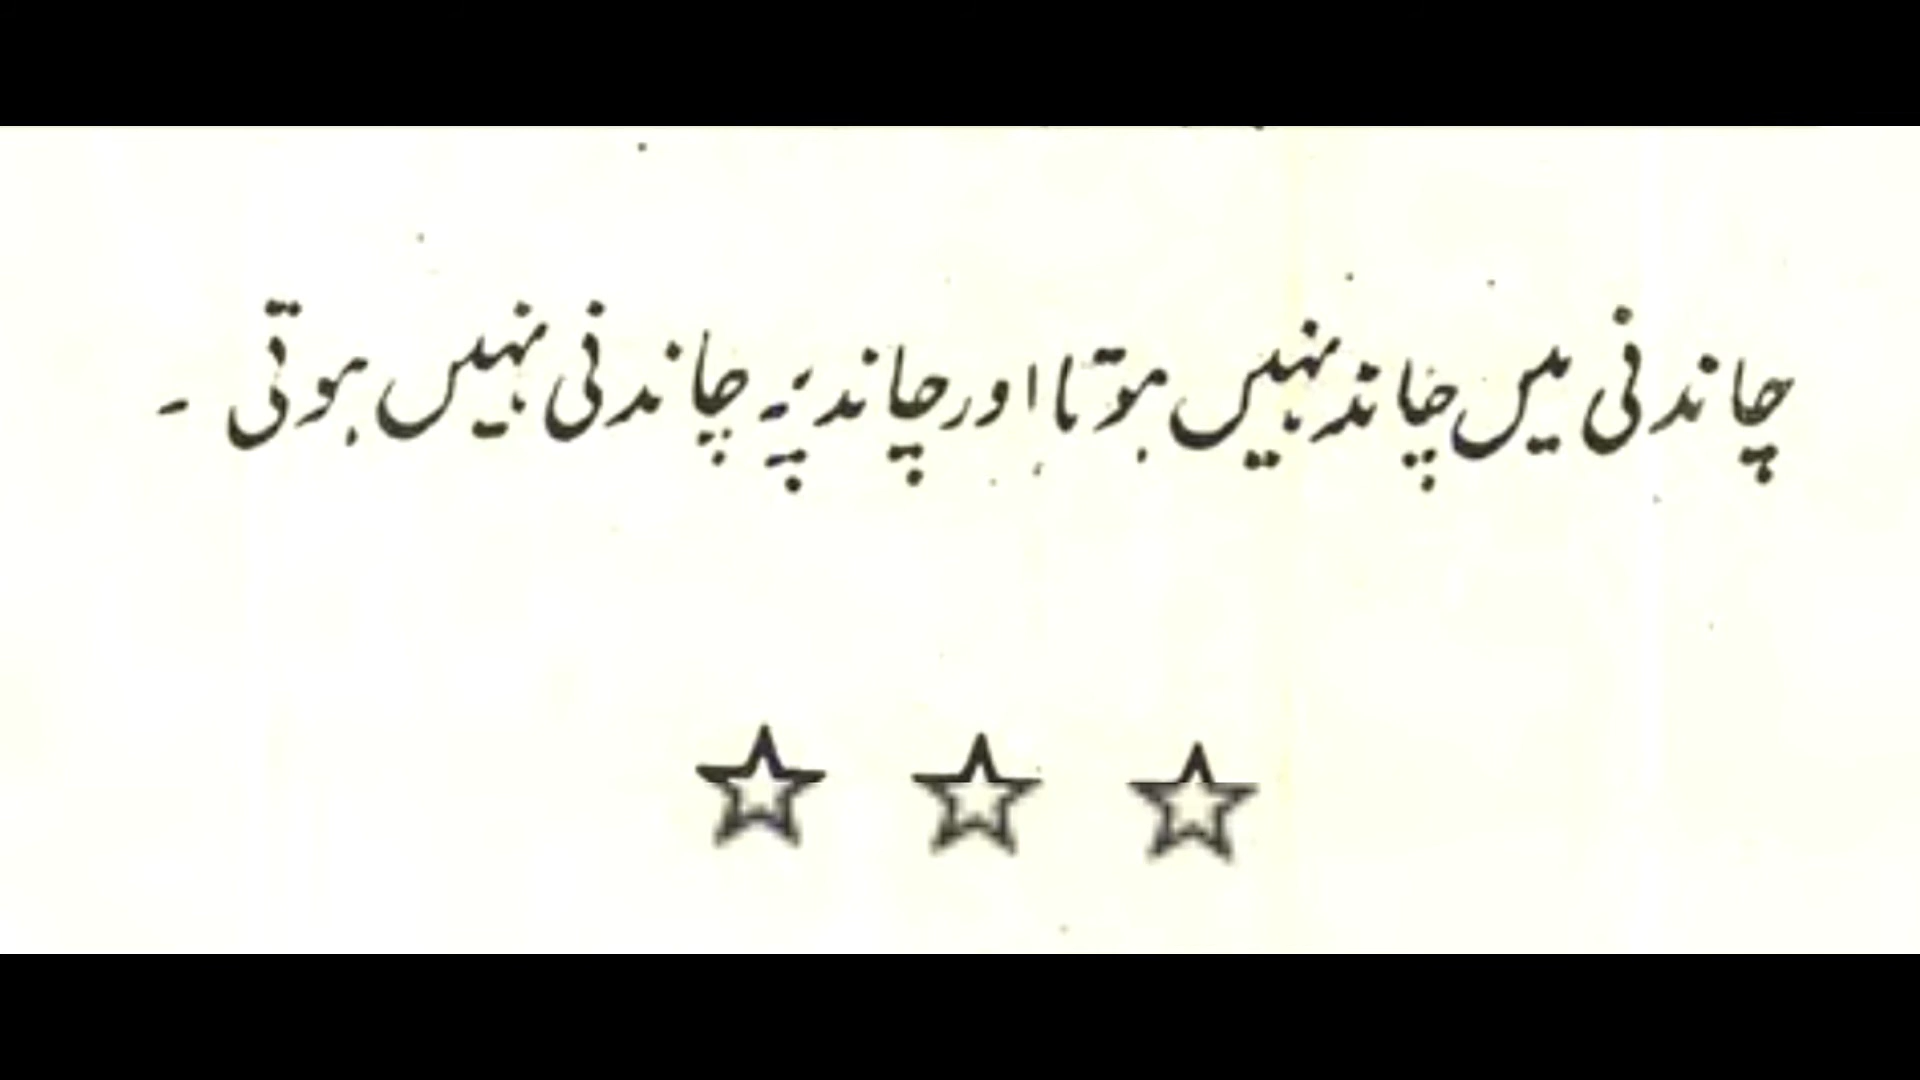 چاندنی میں چاند نہیں ہوتا اور چاند پہ چاندنی نہیں ہوتی ۔